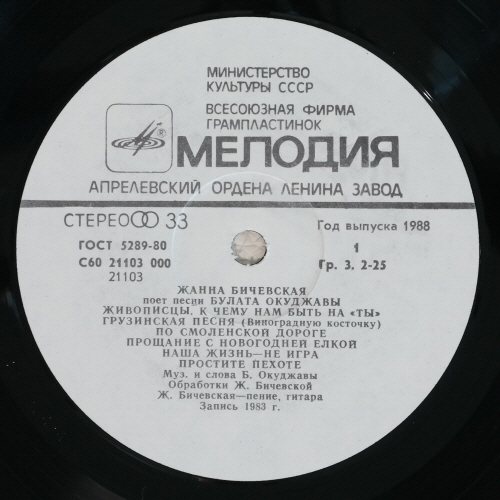 МИНИСТЕРСТВО
КУЛЬТУРЫ СССР
ВСЕСОЮЗНАЯ ФИРМА
ГРАМПЛАСТИНОК
МЕЛОДИЯ
АПРЕЛЕВСКИЙ ОРДЕНА ЛЕНИНА ЗАВОД
СТЕРЕО 33
Год выпуска 1988
ГОСТ 5289-80
1
С60 21103 000
Гр. 3. 2-25
21103
ЖАННА БИЧЕВСКАЯ
поет песни БУЛАТА ОКУДЖАВЫ
ЖИВОПИСЦЫ, К ЧЕМУ НАМ БЫТЬ НА «ТЫ»
ГРУЗИНСКАЯ ПЕСНЯ (Виноградную косточку)
ПО СМОЛЕНСКОЙ ДОРОГЕ
ПРОЩАНИЕ С НОВОГОДНЕЙ ЕЛКОЙ
НАША ЖИЗНЬ—НЕ ИГРА
ПРОСТИТЕ ПЕХОТЕ
Муз. и слова Б. Окуджавы
Обработки Ж. Бичевской
Ж. Бичевская—пение, гитара
Запись 1983 г.